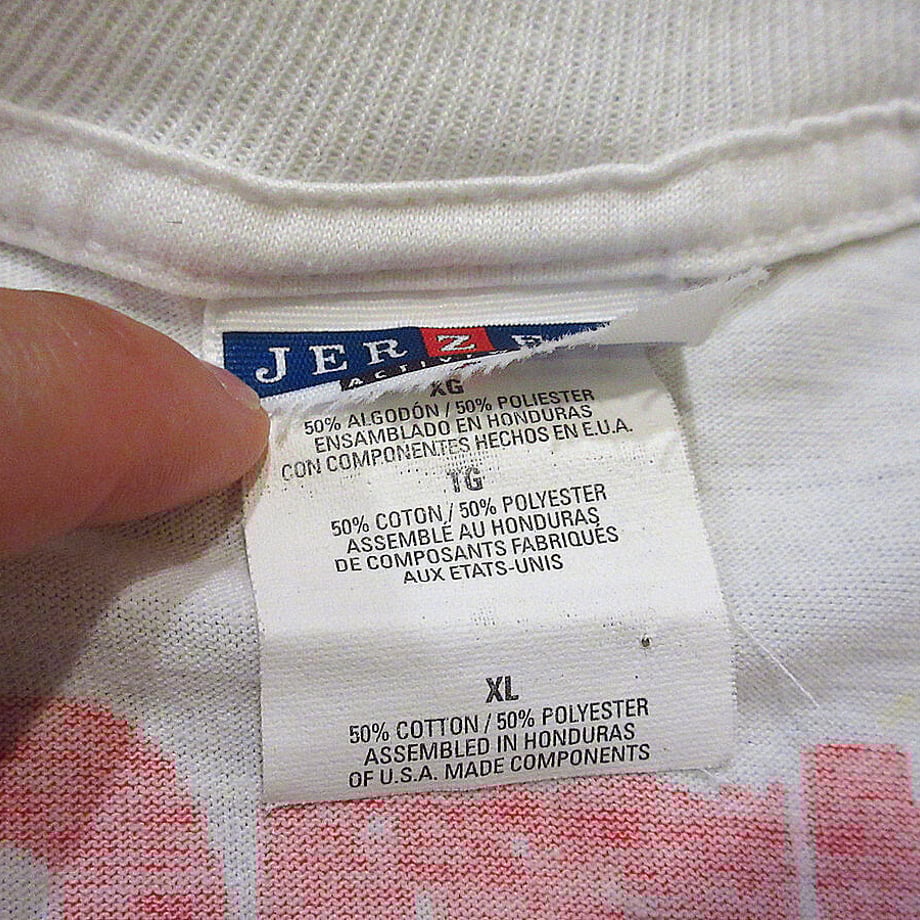 JERZE
XG
50% ALGODÓN / 50% POLIESTER
ENSAMBLADO EN HONDURAS
CON COMPONENTES HECHOS EN E.U.A.
TG
50% COTON / 50% POLYESTER
ASSEMBLÉ AU HONDURAS
DE COMPOSANTS FABRIQUÉS
AUX ETATS-UNIS
XL
50% COTTON / 50% POLYESTER
ASSEMBLED IN HONDURAS
OF U.S.A. MADE COMPONENTS